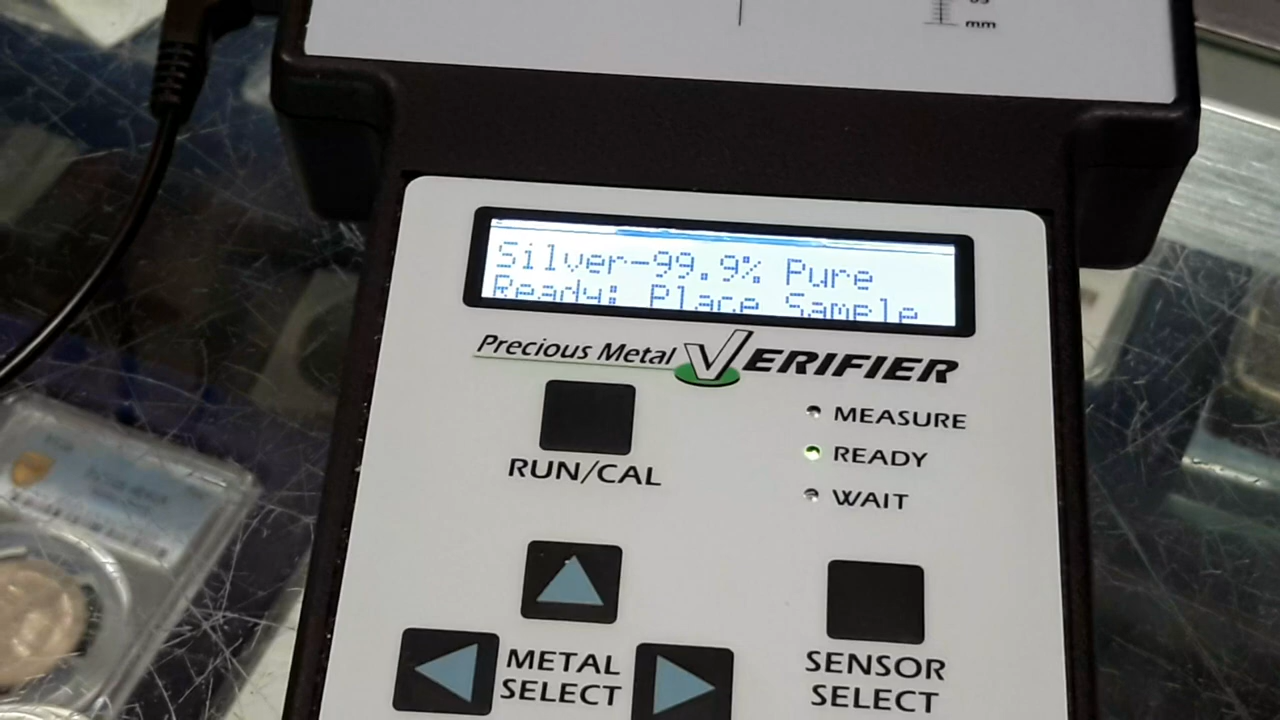 mm
Silver-99.9% Pure
Ready: Place Sample
Precious Metal VERIFIER
MEASURE
READY
WAIT
RUN/CAL
METAL
SELECT
SENSOR
SELECT